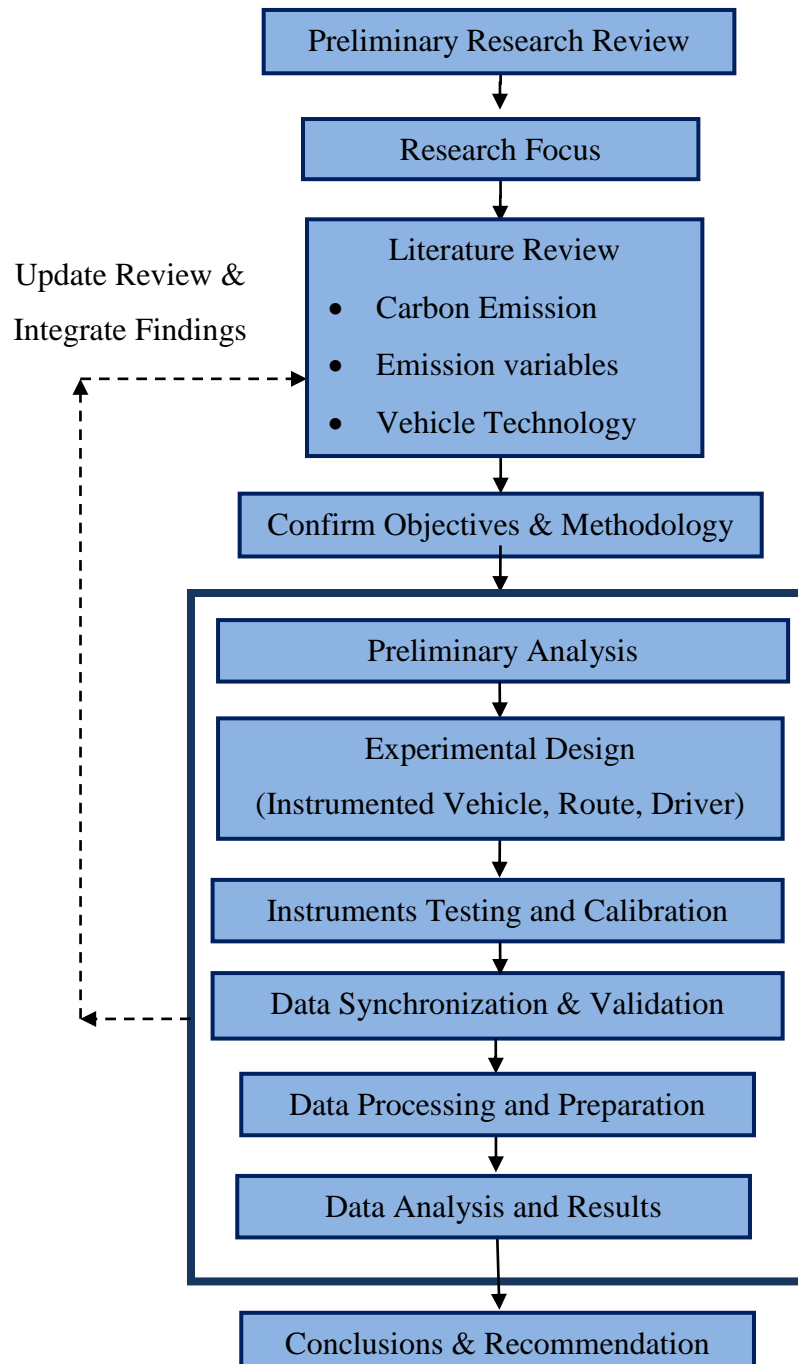 Preliminary Research Review
Research Focus
Literature Review
• Carbon Emission
• Emission variables
• Vehicle Technology
Update Review &
Integrate Findings
Confirm Objectives & Methodology
Preliminary Analysis
Experimental Design
(Instrumented Vehicle, Route, Driver)
Instruments Testing and Calibration
Data Synchronization & Validation
Data Processing and Preparation
Data Analysis and Results
Conclusions & Recommendation